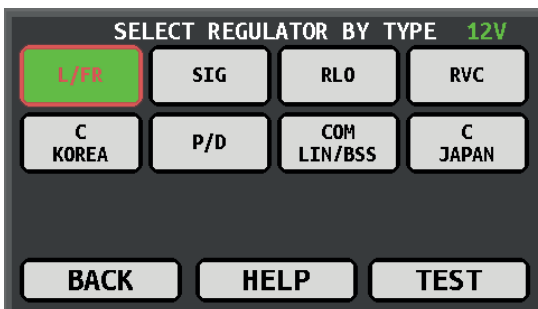 SELECT REGULATOR BY TYPE 12V
L/FR SIG RLO RVC
C KOREA P/D COM LIN/BSS C JAPAN
BACK HELP TEST